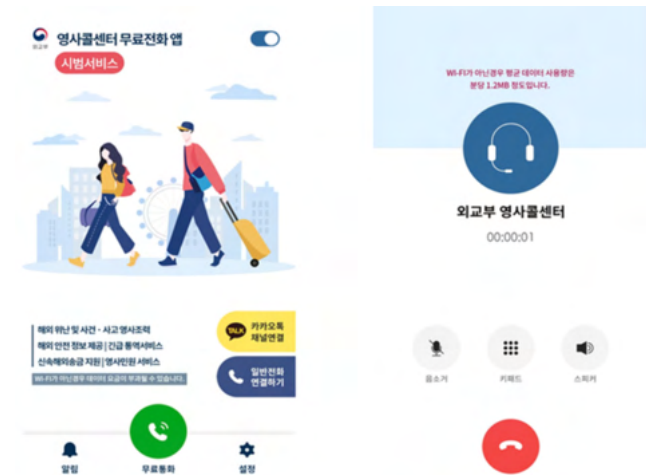 외교부
영사콜센터 무료전화 앱
시범서비스
해외 위난 및 사건·사고 영사조력
해외 안전 정보 제공 | 긴급 통역서비스
신속해외송금 지원 | 영사민원 서비스
WI-FI가 아닌경우 데이터 요금이 부과될 수 있습니다.
TALK
카카오톡
채널연결
일반전화
연결하기
알림
무료통화
설정
WI-FI가 아닌경우 평균 데이터 사용량은
분당 1.2MB 정도입니다.
외교부 영사콜센터
00:00:01
음소거
키패드
스피커